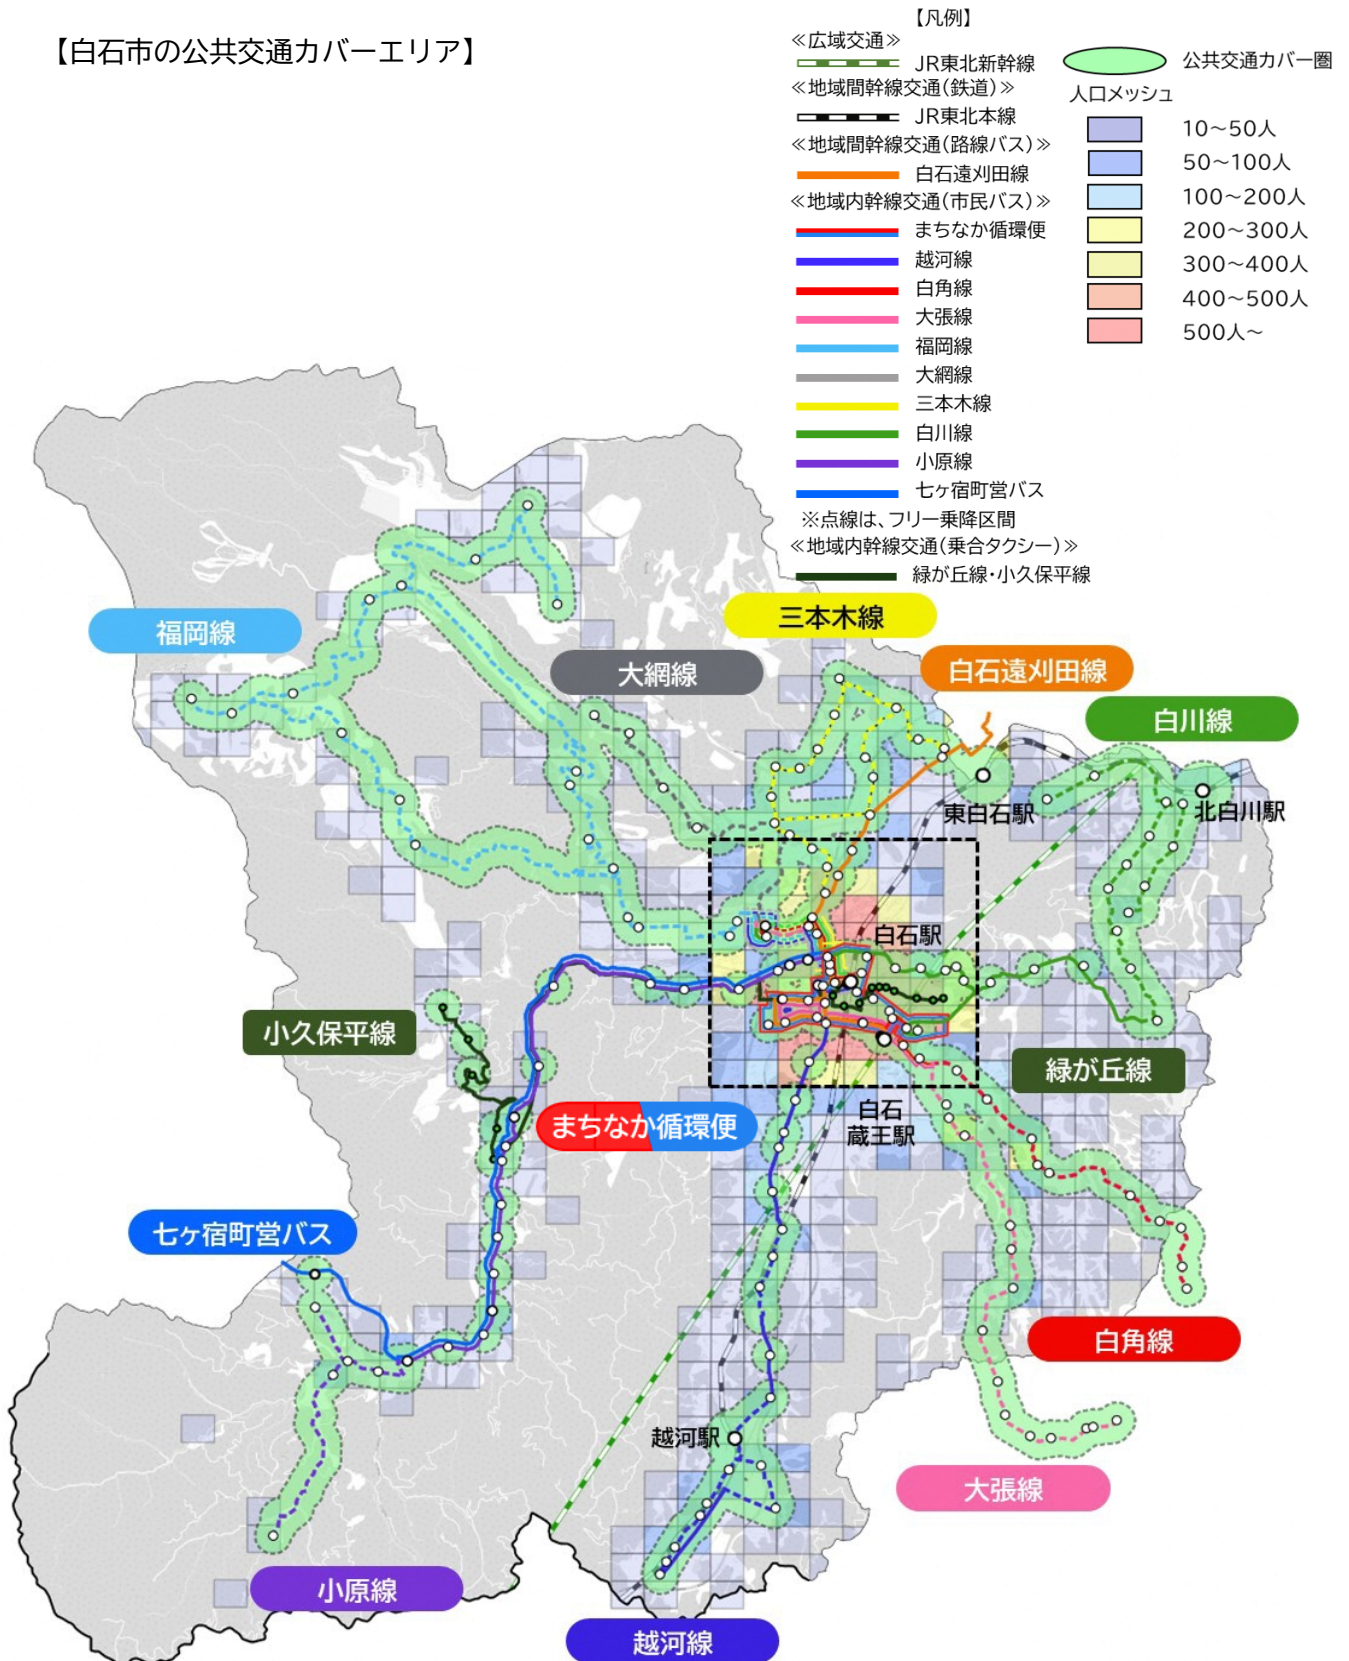 【白石市の公共交通カバーエリア】
【凡例】
≪広域交通≫
JR東北新幹線
≪地域間幹線交通(鉄道)≫
JR東北本線
≪地域間幹線交通(路線バス)≫
白石遠刈田線
≪地域内幹線交通(市民バス)≫
まちなか循環便
越河線
白角線
大張線
福岡線
大網線
三本木線
白川線
小原線
七ヶ宿町営バス
※点線は、フリー乗降区間
≪地域内幹線交通(乗合タクシー)≫
緑が丘線・小久保平線
公共交通カバー圏
人口メッシュ
10～50人
50～100人
100～200人
200～300人
300～400人
400～500人
500人～
三本木線
福岡線
大網線
白石遠刈田線
白川線
東白石駅
北白川駅
白石駅
小久保平線
緑が丘線
まちなか循環便
白石
蔵王駅
七ヶ宿町営バス
白角線
越河駅
大張線
小原線
越河線